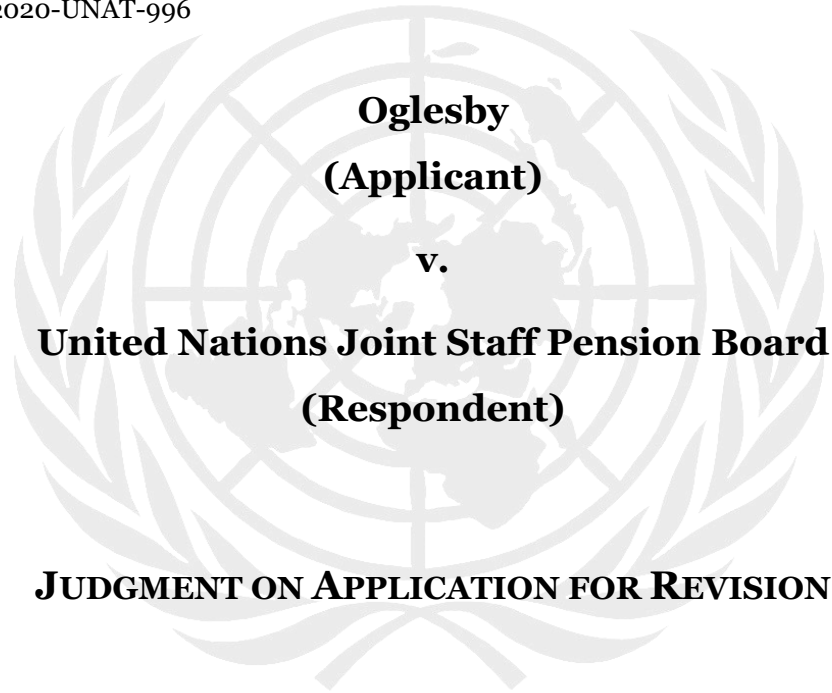 2020-UNAT-996
Oglesby
(Applicant)
v.
United Nations Joint Staff Pension Board
(Respondent)
JUDGMENT ON APPLICATION FOR REVISION